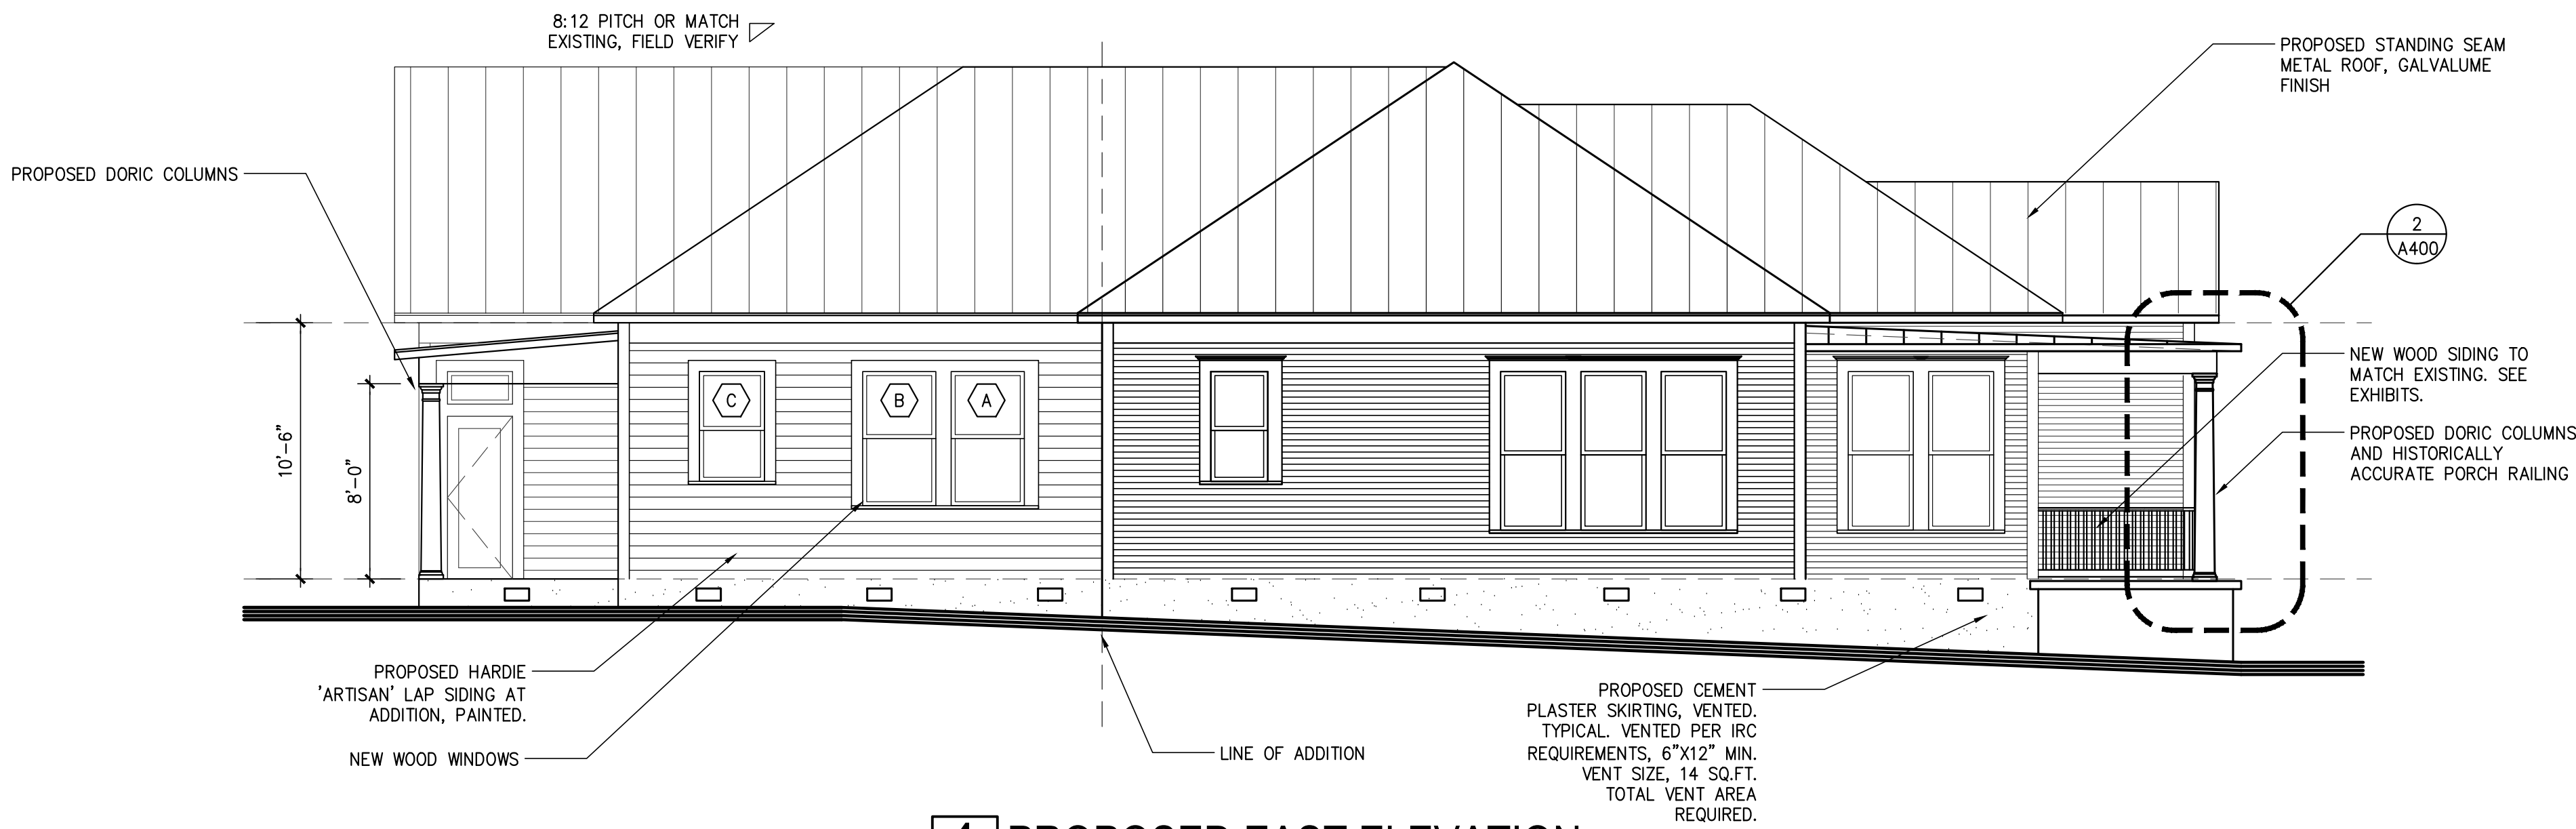 8:12 PITCH OR MATCH
EXISTING, FIELD VERIFY
PROPOSED STANDING SEAM
METAL ROOF, GALVALUME
FINISH
PROPOSED DORIC COLUMNS
2
A400
10'-6"
8'-0"
C
B
A
NEW WOOD SIDING TO
MATCH EXISTING. SEE
EXHIBITS.
PROPOSED DORIC COLUMNS
AND HISTORICALLY
ACCURATE PORCH RAILING
PROPOSED HARDIE
'ARTISAN' LAP SIDING AT
ADDITION, PAINTED.
NEW WOOD WINDOWS
LINE OF ADDITION
PROPOSED CEMENT
PLASTER SKIRTING, VENTED.
TYPICAL. VENTED PER IRC
REQUIREMENTS, 6"X12" MIN.
VENT SIZE, 14 SQ.FT.
TOTAL VENT AREA
REQUIRED.
PROPOSED EAST ELEVATION